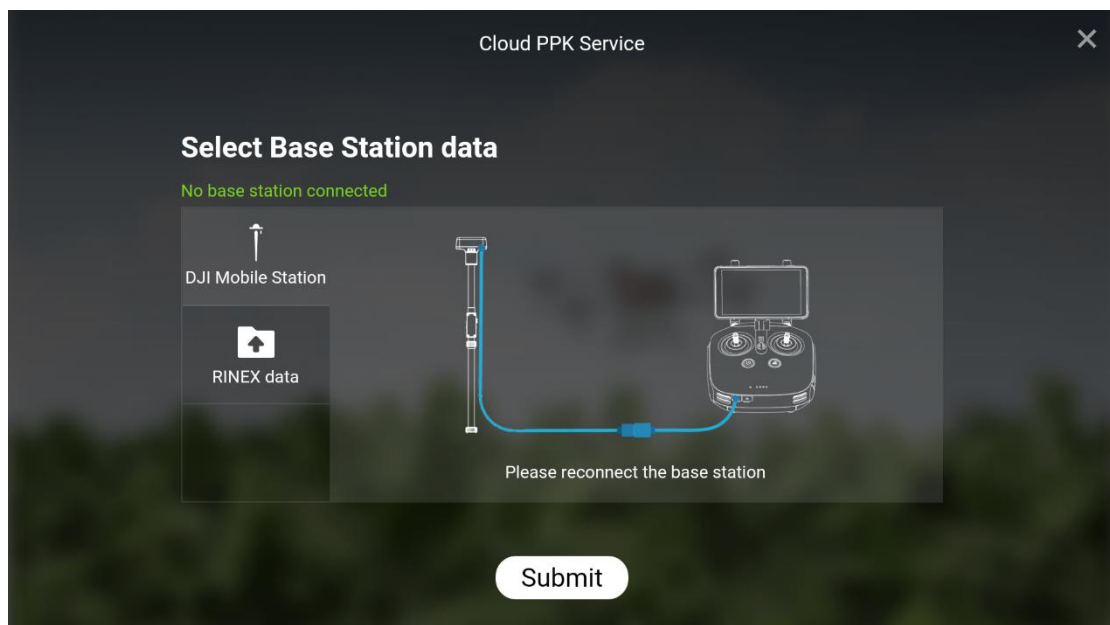 Cloud PPK Service
Select Base Station data
No base station connected
DJI Mobile Station
RINEX data
Please reconnect the base station
Submit